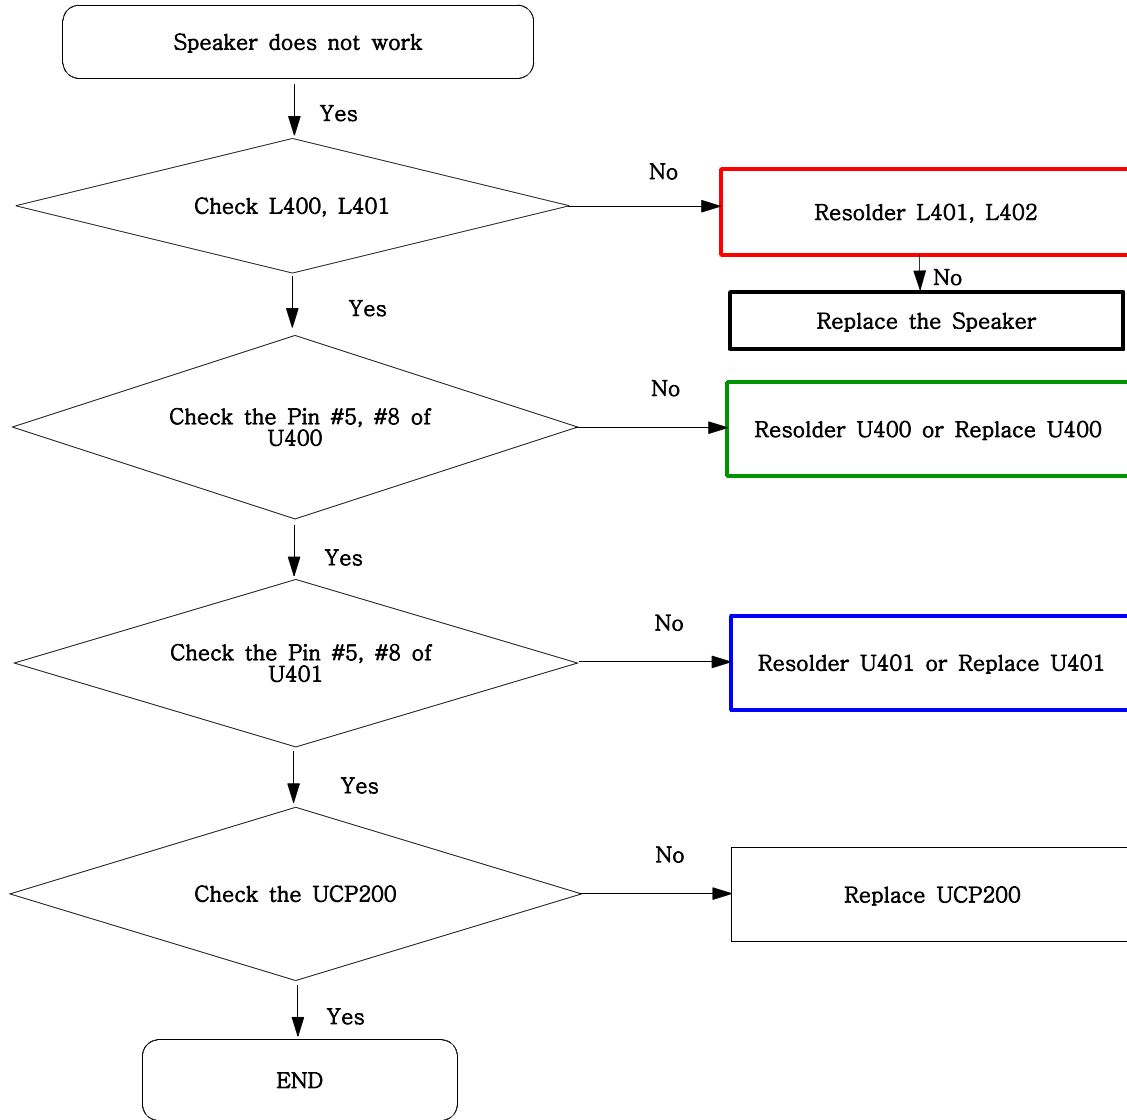 Speaker does not work
Yes
Check L400, L401
No
Resolder L401, L402
No
Replace the Speaker
Yes
Check the Pin #5, #8 of
U400
No
Resolder U400 or Replace U400
Yes
Check the Pin #5, #8 of
U401
No
Resolder U401 or Replace U401
Yes
Check the UCP200
No
Replace UCP200
Yes
END